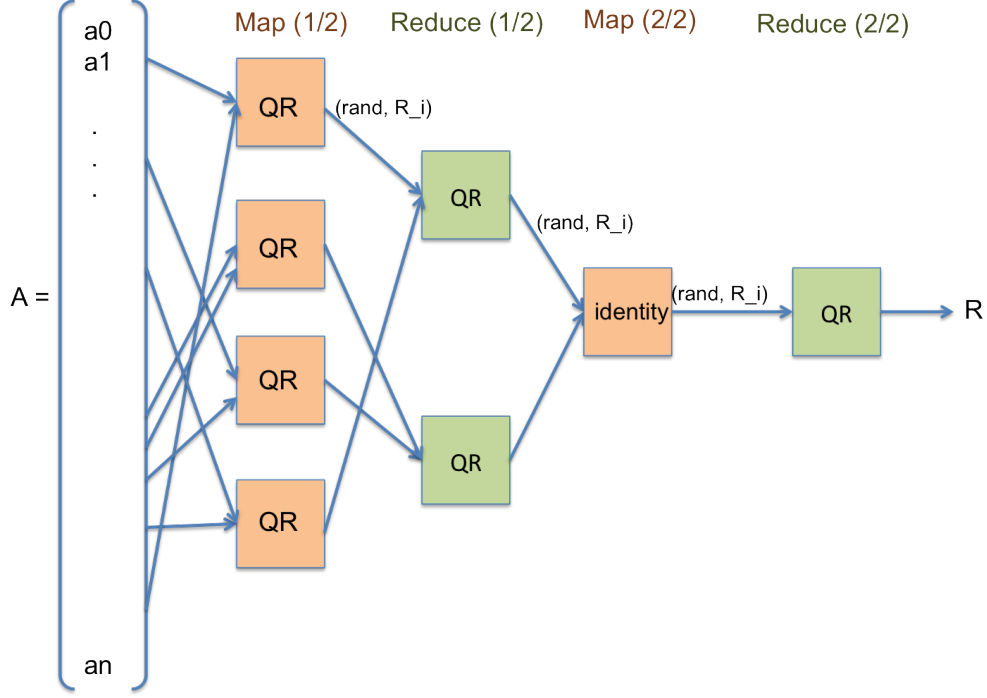 Map (1/2)
Reduce (1/2)
Map (2/2)
Reduce (2/2)
a0
a1
.
.
.
an
A =
QR
QR
QR
QR
(rand, R_i)
QR
QR
(rand, R_i)
identity
(rand, R_i)
QR
R